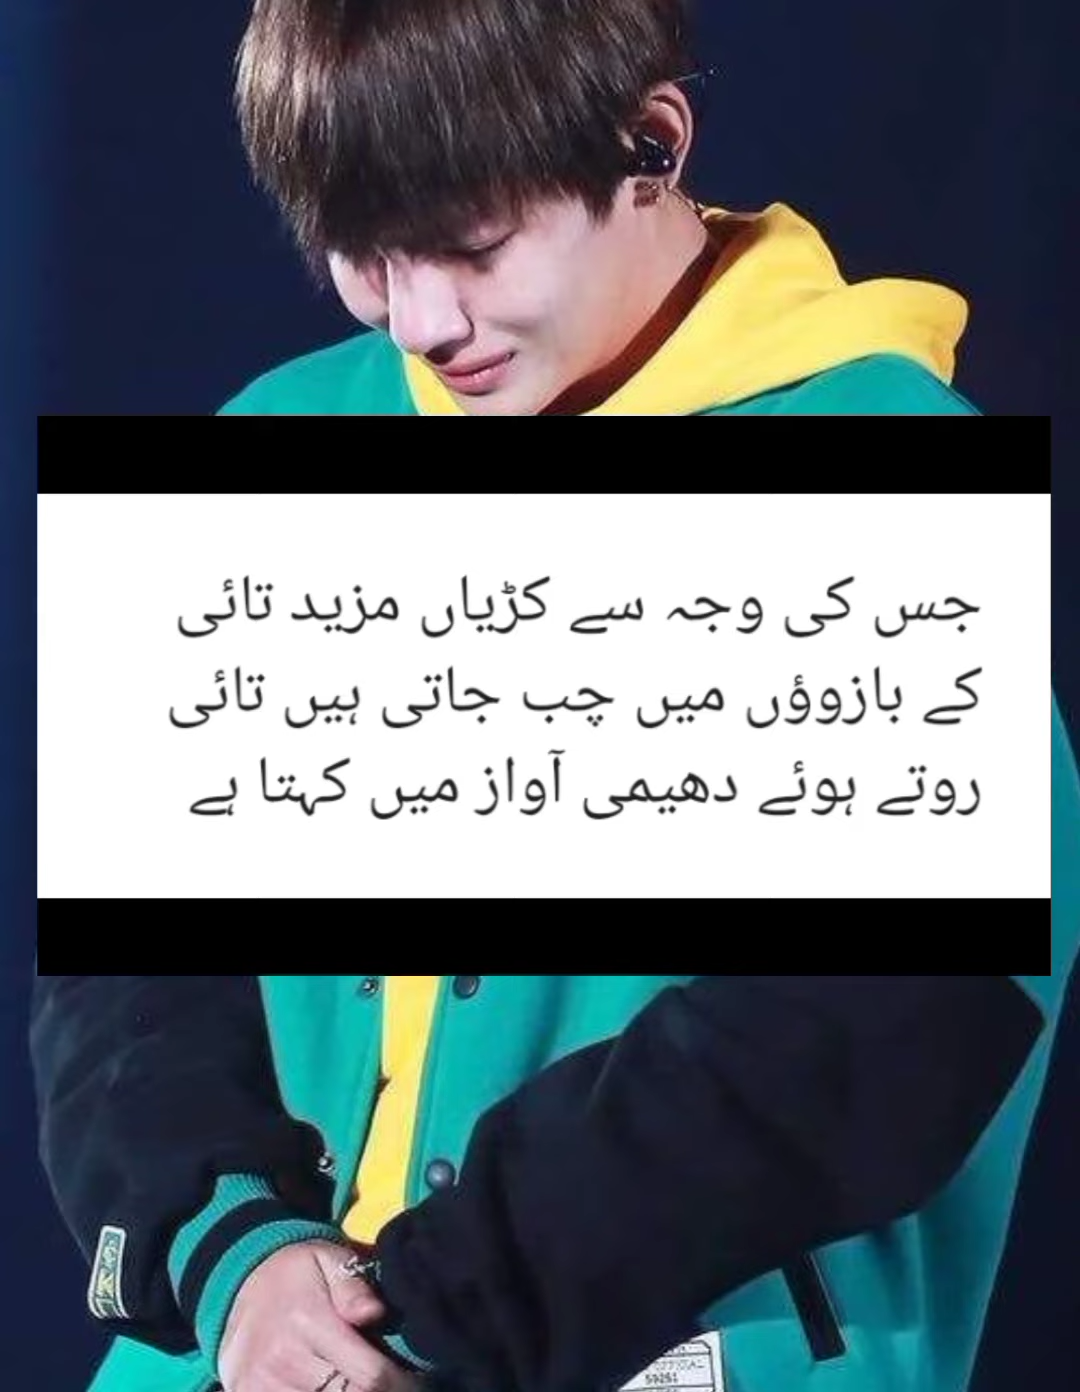 جس کی وجہ سے کڑیاں مزید تائی
کے بازوؤں میں چب جاتی ہیں تائی
روتے ہوئے دھیمی آواز میں کہتا ہے
59251